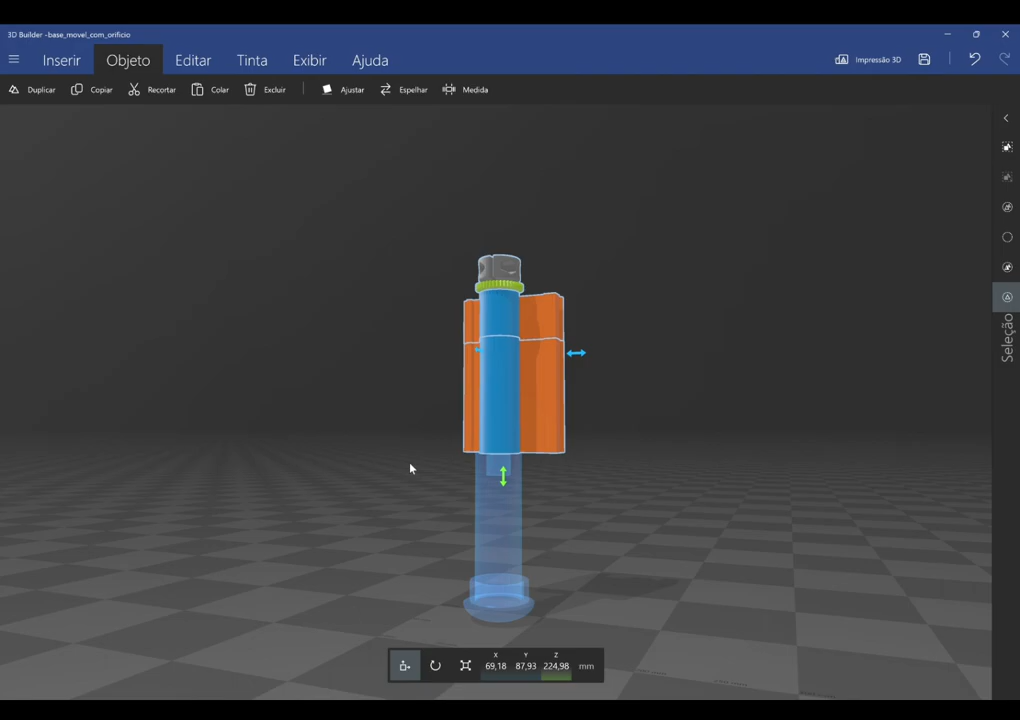 3D Builder -base_movel_com_orificio
Inserir Objeto Editar Tinta Exibir Ajuda Impressão 3D
Duplicar Copiar Recortar Colar Excluir Ajustar Espelhar Medida
Seleção
X Y Z
69,18 87,93 224,98 mm